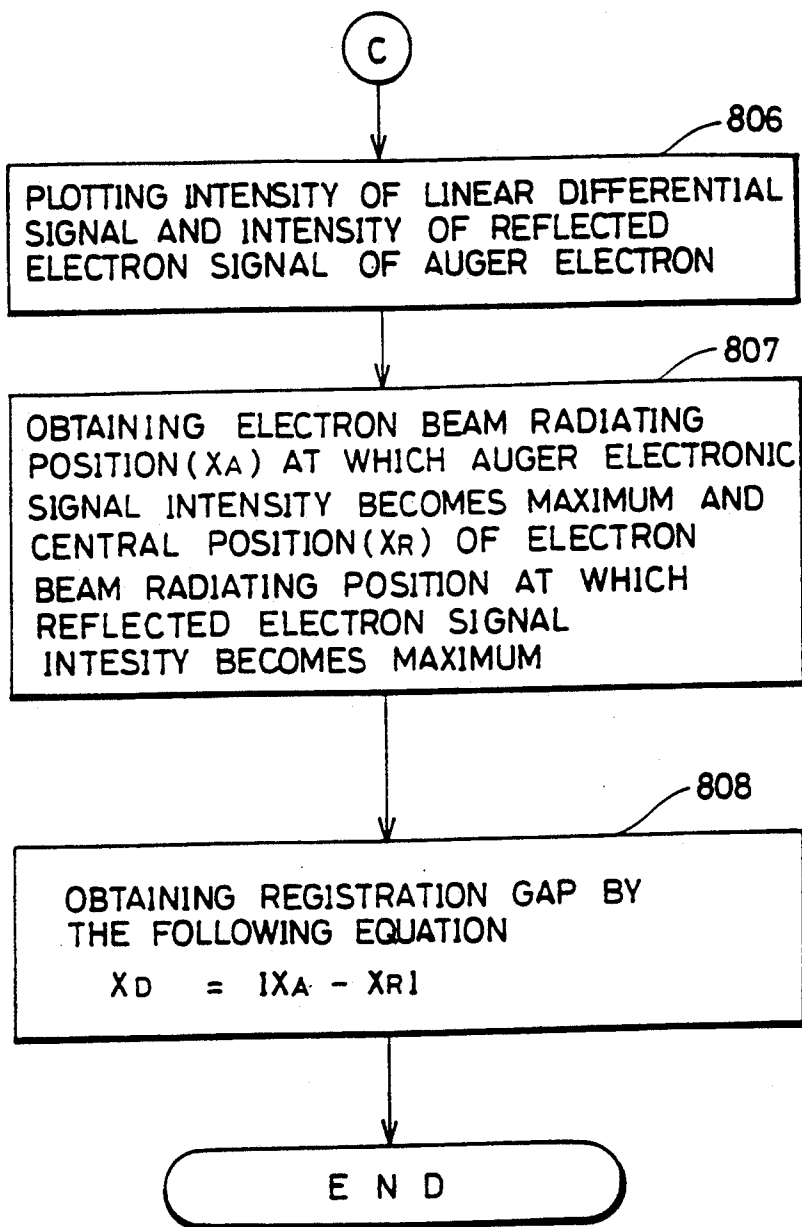 C
806
PLOTTING INTENSITY OF LINEAR DIFFERENTIAL
SIGNAL AND INTENSITY OF REFLECTED
ELECTRON SIGNAL OF AUGER ELECTRON
807
OBTAINING ELECTRON BEAM RADIATING
POSITION(XA) AT WHICH AUGER ELECTRONIC
SIGNAL INTENSITY BECOMES MAXIMUM AND
CENTRAL POSITION(XR) OF ELECTRON
BEAM RADIATING POSITION AT WHICH
REFLECTED ELECTRON SIGNAL
INTESITY BECOMES MAXIMUM
808
OBTAINING REGISTRATION GAP BY
THE FOLLOWING EQUATION
XD = |XA - XR|
END